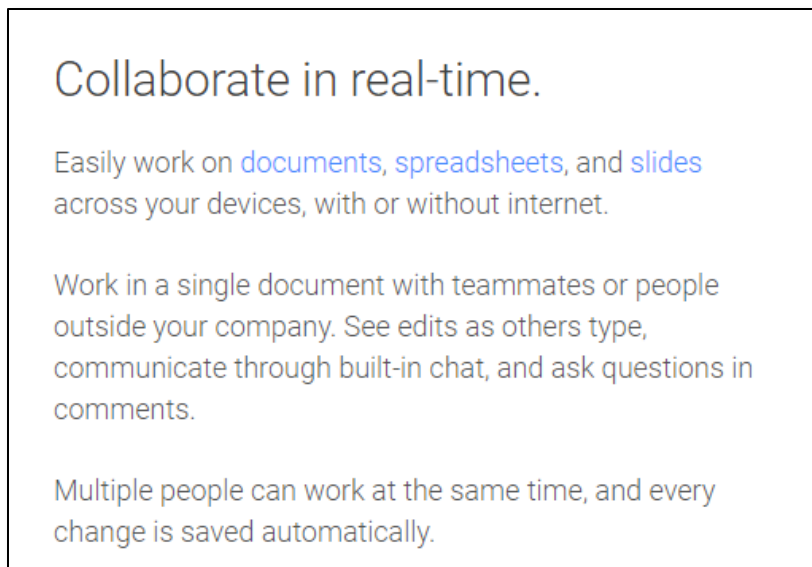 Collaborate in real-time.
Easily work on documents, spreadsheets, and slides
across your devices, with or without internet.
Work in a single document with teammates or people
outside your company. See edits as others type,
communicate through built-in chat, and ask questions in
comments.
Multiple people can work at the same time, and every
change is saved automatically.